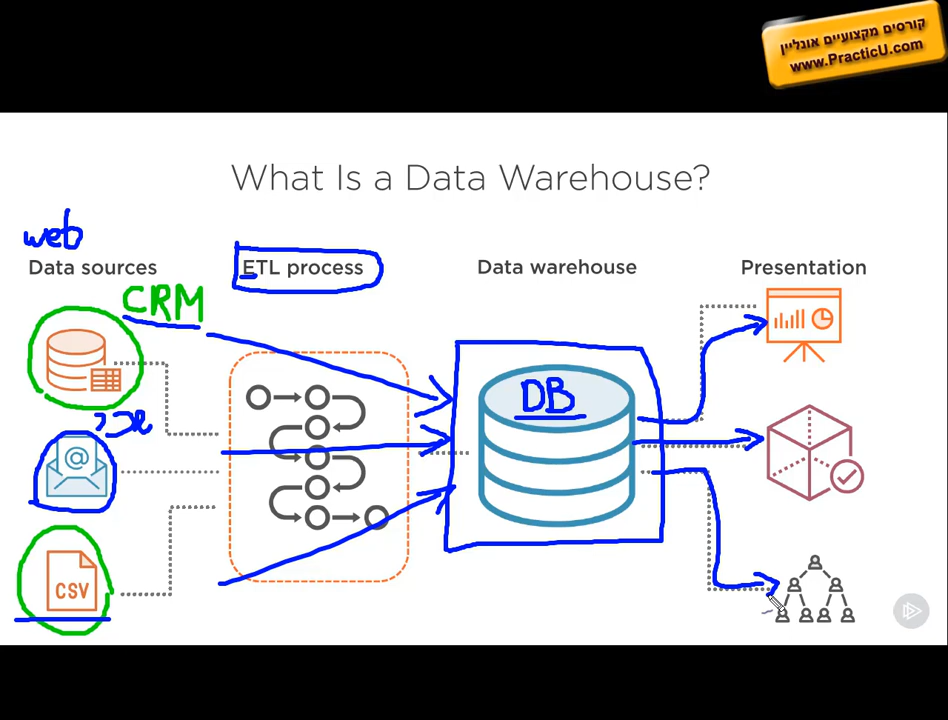 קורסים מקצועיים אונליין
www.PracticU.com
What Is a Data Warehouse?
web
Data sources
ETL process
Data warehouse
Presentation
CRM
DB
@
CSV